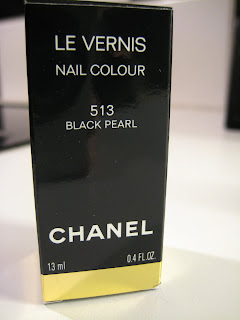 LE VERNIS
NAIL COLOUR
513
BLACK PEARL
CHANEL
13 ml 0.4 FL.OZ.